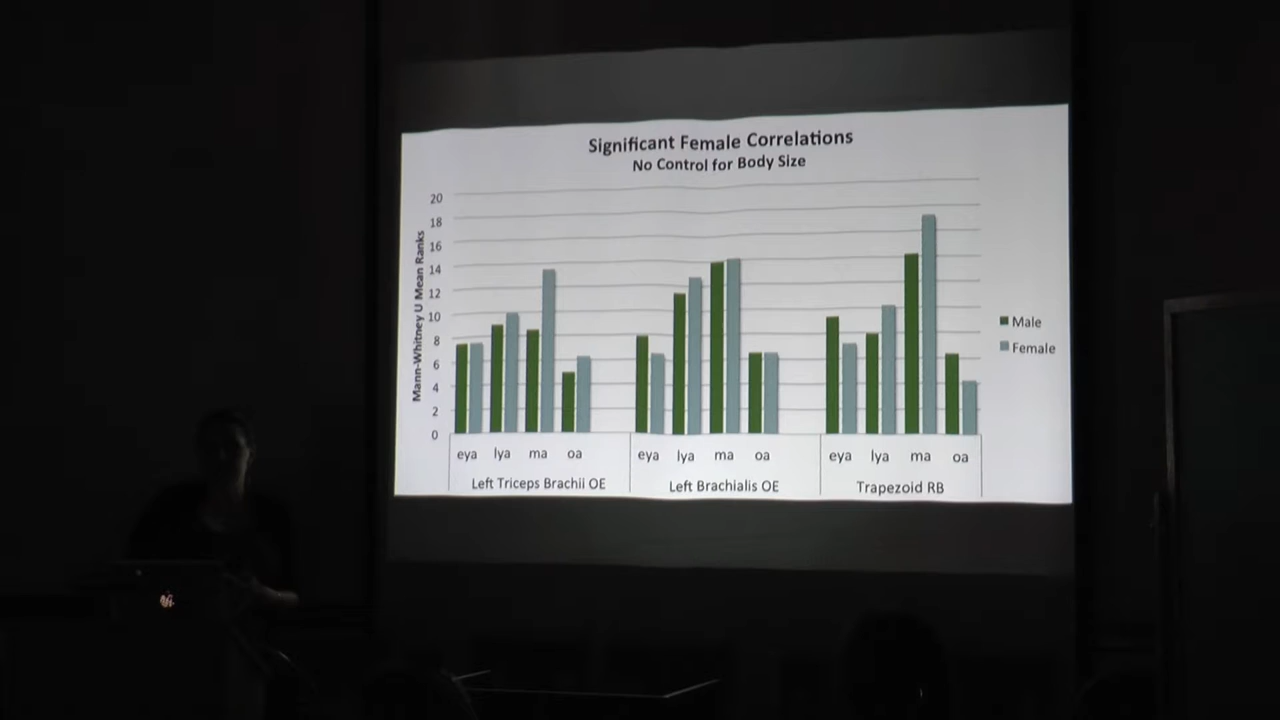 Significant Female Correlations
No Control for Body Size
Mann-Whitney U Mean Ranks
20
18
16
14
12
10
8
6
4
2
0
eya lya ma oa eya lya ma oa eya lya ma oa
Left Triceps Brachii OE Left Brachialis OE Trapezoid RB
Male
Female